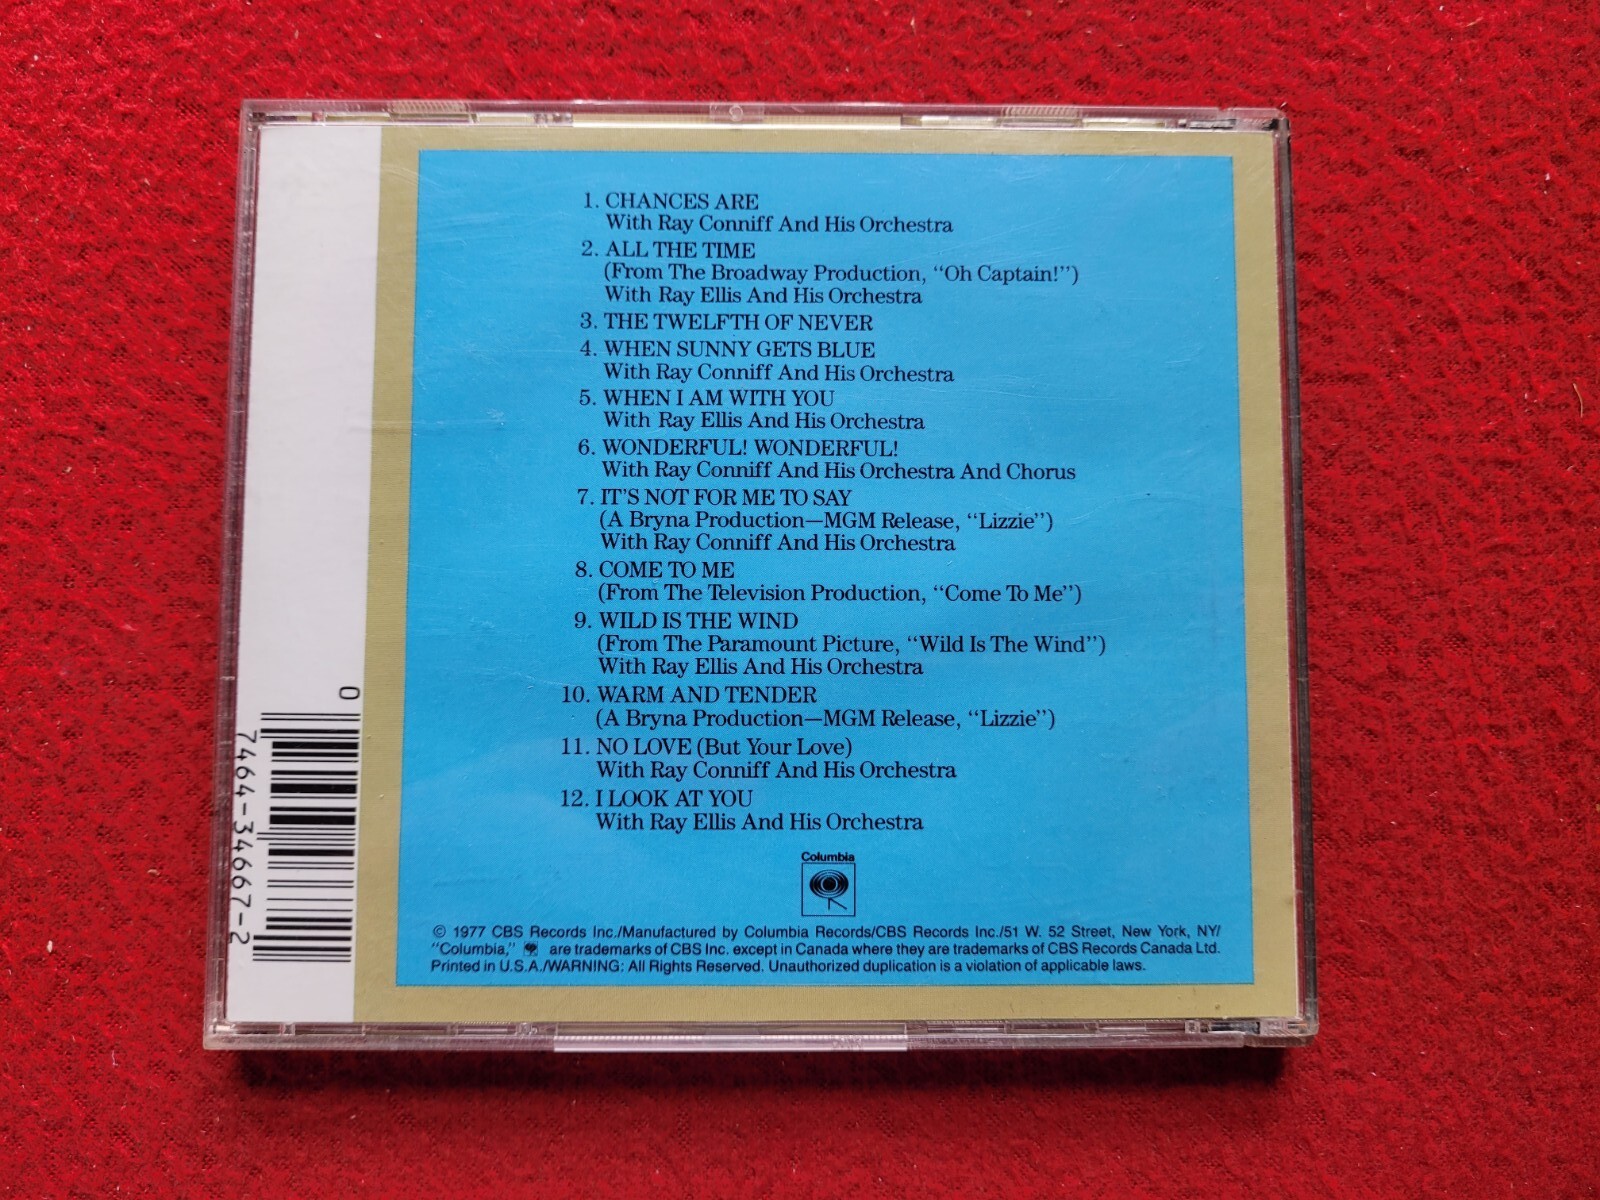 1. CHANCES ARE
With Ray Conniff And His Orchestra
2. ALL THE TIME
(From The Broadway Production, “Oh Captain!”)
With Ray Ellis And His Orchestra
3. THE TWELFTH OF NEVER
4. WHEN SUNNY GETS BLUE
With Ray Conniff And His Orchestra
5. WHEN I AM WITH YOU
With Ray Ellis And His Orchestra
6. WONDERFUL! WONDERFUL!
With Ray Conniff And His Orchestra And Chorus
7. IT'S NOT FOR ME TO SAY
(A Bryna Production—MGM Release, “Lizzie”)
With Ray Conniff And His Orchestra
8. COME TO ME
(From The Television Production, “Come To Me”)
9. WILD IS THE WIND
(From The Paramount Picture, “Wild Is The Wind”)
With Ray Ellis And His Orchestra
10. WARM AND TENDER
(A Bryna Production—MGM Release, “Lizzie”)
11. NO LOVE (But Your Love)
With Ray Conniff And His Orchestra
12. I LOOK AT YOU
With Ray Ellis And His Orchestra
Columbia
© 1977 CBS Records Inc./Manufactured by Columbia Records/CBS Records Inc./51 W. 52 Street, New York, NY/
“Columbia,” are trademarks of CBS Inc. except in Canada where they are trademarks of CBS Records Canada Ltd.
Printed in U.S.A./WARNING: All Rights Reserved. Unauthorized duplication is a violation of applicable laws.
0
7464-34667-2